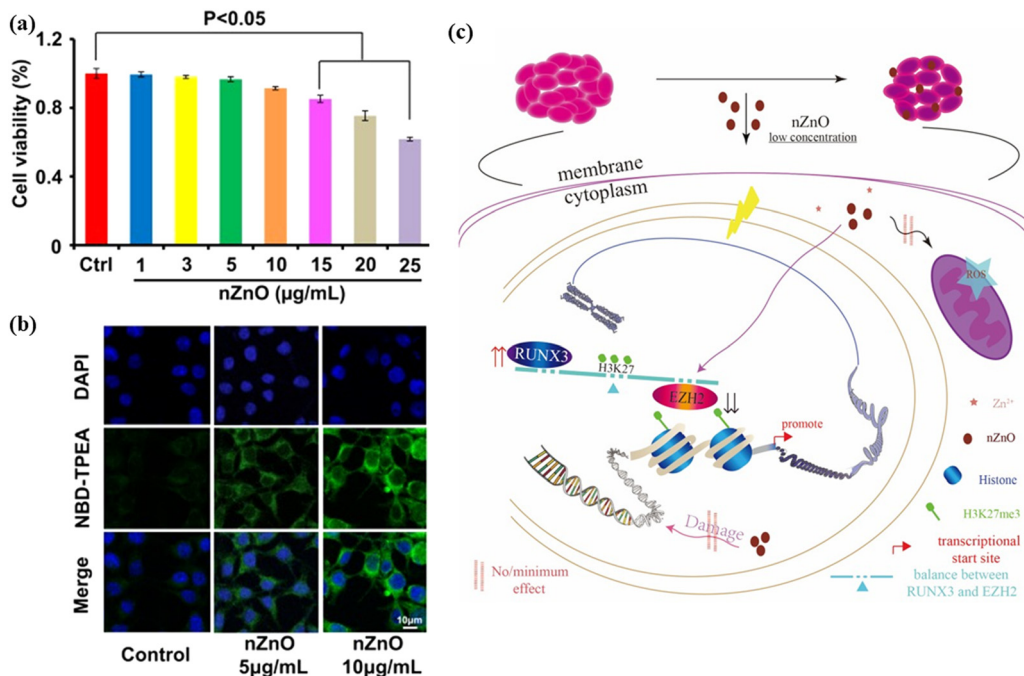 (a)
P<0.05
Cell viability (%)
1.2
0.8
0.4
0
Ctrl 1 3 5 10 15 20 25
nZnO (µg/mL)
(b)
DAPI
NBD-TPEA
Merge
10µm
Control
nZnO
5µg/mL
nZnO
10µg/mL
(c)
nZnO
low concentration
membrane
cytoplasm
ROS
RUNX3
H3K27
EZH2
promote
Damage
Zn²⁺
nZnO
Histone
H3K27me3
transcriptional
start site
balance between
RUNX3 and EZH2
No/minimum
effect